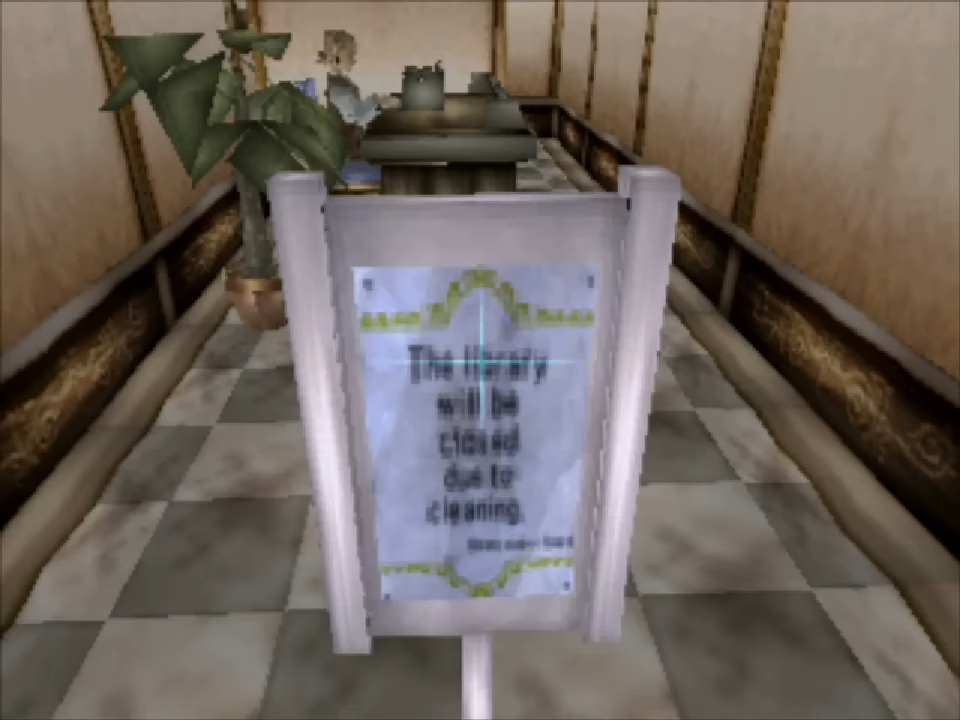 The library
will be
closed
due to
cleaning.